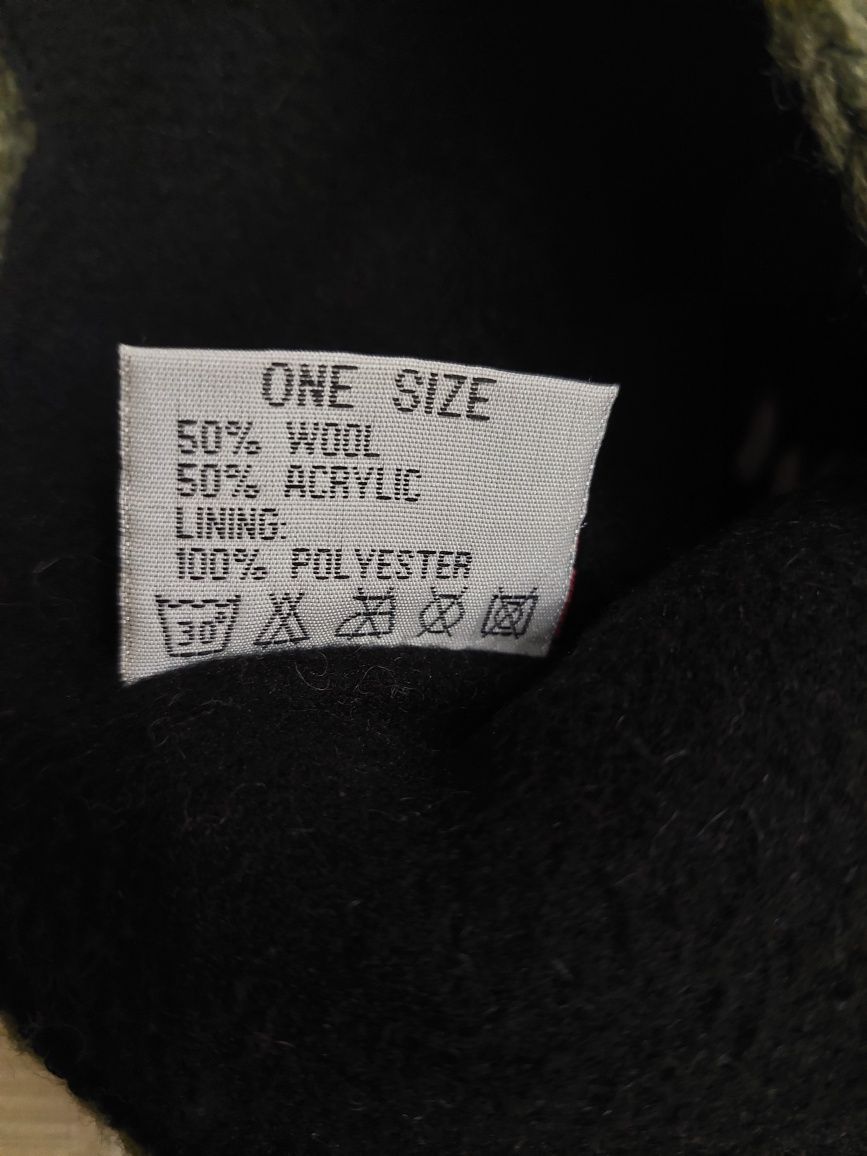 ONE SIZE
50% WOOL
50% ACRYLIC
LINING:
100% POLYESTER
30°